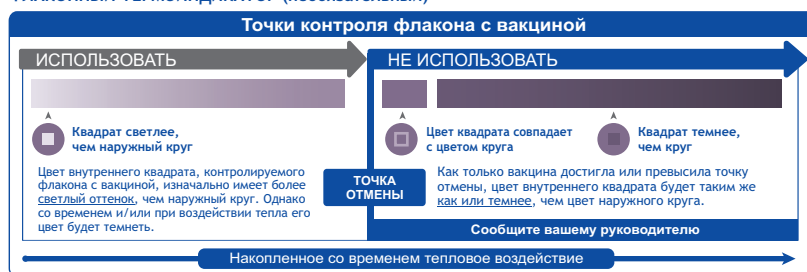 ФЛАКОННЫЙ ТЕРМОИНДИКАТОР (необязательный)
Точки контроля флакона с вакциной
ИСПОЛЬЗОВАТЬ
НЕ ИСПОЛЬЗОВАТЬ
Квадрат светлее,
чем наружный круг
Цвет квадрата совпадает
с цветом круга
Квадрат темнее,
чем круг
Цвет внутреннего квадрата, контролируемого
флакона с вакциной, изначально имеет более
светлый оттенок, чем наружный круг. Однако
со временем и/или при воздействии тепла его
цвет будет темнеть.
ТОЧКА
ОТМЕНЫ
Как только вакцина достигла или превысила точку
отмены, цвет внутреннего квадрата будет таким же
как или темнее, чем цвет наружного круга.
Сообщите вашему руководителю
Накопленное со временем тепловое воздействие